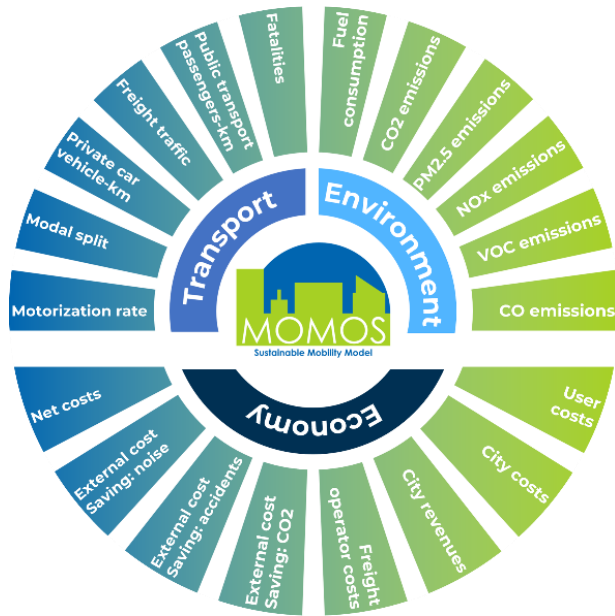 Motorization rate
Modal split
Private car
vehicle-km
Freight traffic
Public transport
passengers-km
Fatalities
Fuel
consumption
CO2 emissions
PM2.5 emissions
NOx emissions
VOC emissions
CO emissions
Transport
Environment
MOMOS
Sustainable Mobility Model
Economy
Net costs
External cost
Saving: noise
External cost
Saving: accidents
External cost
Saving: CO2
Freight
operator costs
City revenues
City costs
User
costs